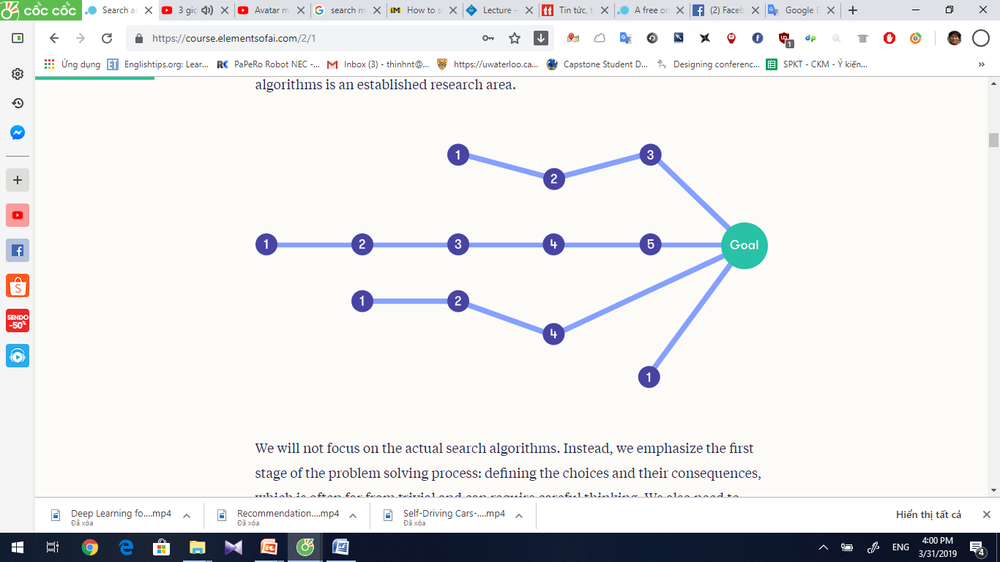 cốc cốc
Search a
3 giờ
Avatar m
search m
How to s
Lecture –
Tin tức, t
A free on
(2) Faceb
Google D
https://course.elementsofai.com/2/1
1
Ứng dụng
Englishtips.org: Lear...
PaPeRo Robot NEC -...
Inbox (3) - thinhnt@...
https://uwaterloo.ca...
Capstone Student D...
Designing conferenc...
SPKT - CKM - Ý kiến...
»
algorithms is an established research area.
1
2
3
1
2
3
4
5
Goal
1
2
4
1
SENDO
-50%
We will not focus on the actual search algorithms. Instead, we emphasize the first
stage of the problem solving process: defining the choices and their consequences,
which is often far from trivial and can require careful thinking. We also need to
Deep Learning fo....mp4
Đã xóa
Recommendation....mp4
Đã xóa
Self-Driving Cars-....mp4
Đã xóa
Hiển thị tất cả
ENG
4:00 PM
3/31/2019
4